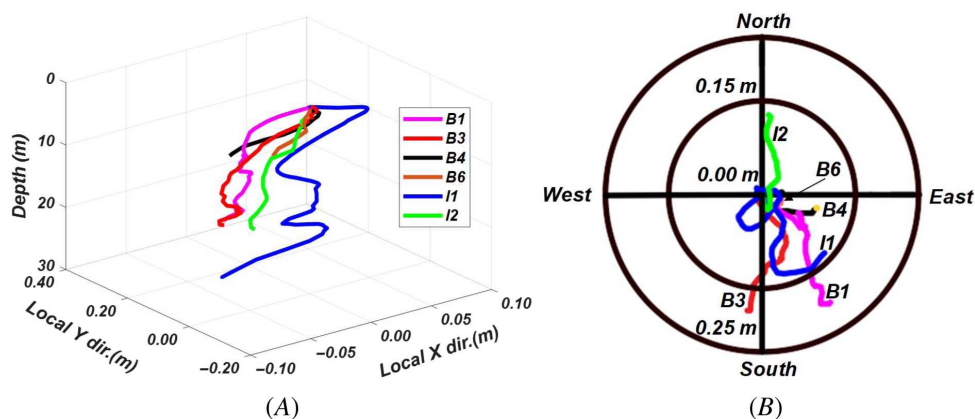 0
10
20
30
Depth (m)
0.40
0.20
0.00
−0.20
Local Y dir.(m)
−0.10
−0.05
0.00
0.05
0.10
Local X dir.(m)
B1
B3
B4
B6
I1
I2
(A)
North
0.15 m
I2
0.00 m
B6
West
East
B4
I1
B3
B1
0.25 m
South
(B)